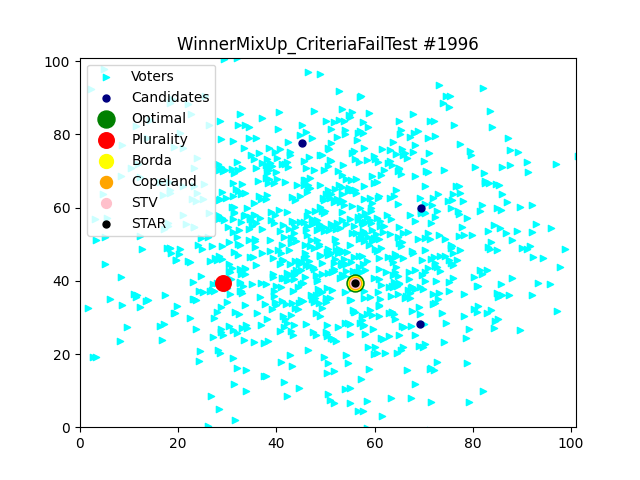 WinnerMixUp_CriteriaFailTest #1996
100
80
60
40
20
0
0
20
40
60
80
100
Voters
Candidates
Optimal
Plurality
Borda
Copeland
STV
STAR